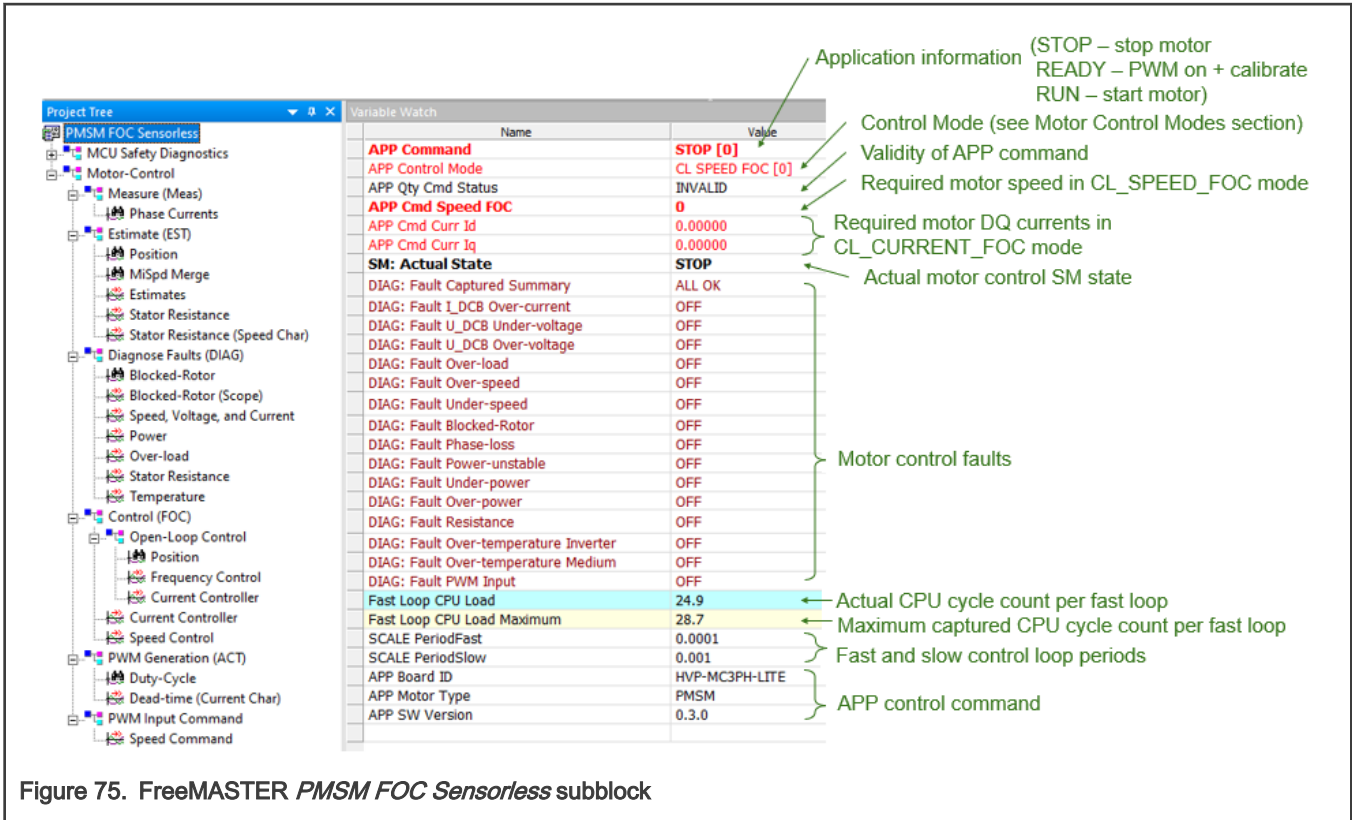 Application information (STOP – stop motor
READY – PWM on + calibrate
RUN – start motor)
Control Mode (see Motor Control Modes section)
Validity of APP command
Required motor speed in CL_SPEED_FOC mode
Required motor DQ currents in
CL_CURRENT_FOC mode
Actual motor control SM state
Motor control faults
Actual CPU cycle count per fast loop
Maximum captured CPU cycle count per fast loop
Fast and slow control loop periods
APP control command
Project Tree
PMSM FOC Sensorless
MCU Safety Diagnostics
Motor-Control
Measure (Meas)
Phase Currents
Estimate (EST)
Position
MiSpd Merge
Estimates
Stator Resistance
Stator Resistance (Speed Char)
Diagnose Faults (DIAG)
Blocked-Rotor
Blocked-Rotor (Scope)
Speed, Voltage, and Current
Power
Over-load
Stator Resistance
Temperature
Control (FOC)
Open-Loop Control
Position
Frequency Control
Current Controller
Current Controller
Speed Control
PWM Generation (ACT)
Duty-Cycle
Dead-time (Current Char)
PWM Input Command
Speed Command
Variable Watch
Name Value
APP Command STOP [0]
APP Control Mode CL SPEED FOC [0]
APP Qty Cmd Status INVALID
APP Cmd Speed FOC 0
APP Cmd Curr Id 0.00000
APP Cmd Curr Iq 0.00000
SM: Actual State STOP
DIAG: Fault Captured Summary ALL OK
DIAG: Fault I_DCB Over-current OFF
DIAG: Fault U_DCB Under-voltage OFF
DIAG: Fault U_DCB Over-voltage OFF
DIAG: Fault Over-load OFF
DIAG: Fault Over-speed OFF
DIAG: Fault Under-speed OFF
DIAG: Fault Blocked-Rotor OFF
DIAG: Fault Phase-loss OFF
DIAG: Fault Power-unstable OFF
DIAG: Fault Under-power OFF
DIAG: Fault Over-power OFF
DIAG: Fault Resistance OFF
DIAG: Fault Over-temperature Inverter OFF
DIAG: Fault Over-temperature Medium OFF
DIAG: Fault PWM Input OFF
Fast Loop CPU Load 24.9
Fast Loop CPU Load Maximum 28.7
SCALE PeriodFast 0.0001
SCALE PeriodSlow 0.001
APP Board ID HVP-MC3PH-LITE
APP Motor Type PMSM
APP SW Version 0.3.0
Figure 75. FreeMASTER PMSM FOC Sensorless subblock